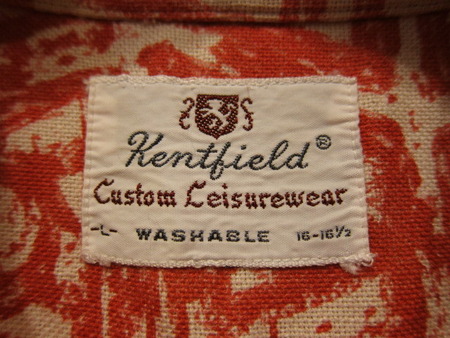 Kentfield®
Custom Leisurewear
-L- WASHABLE 16-16½